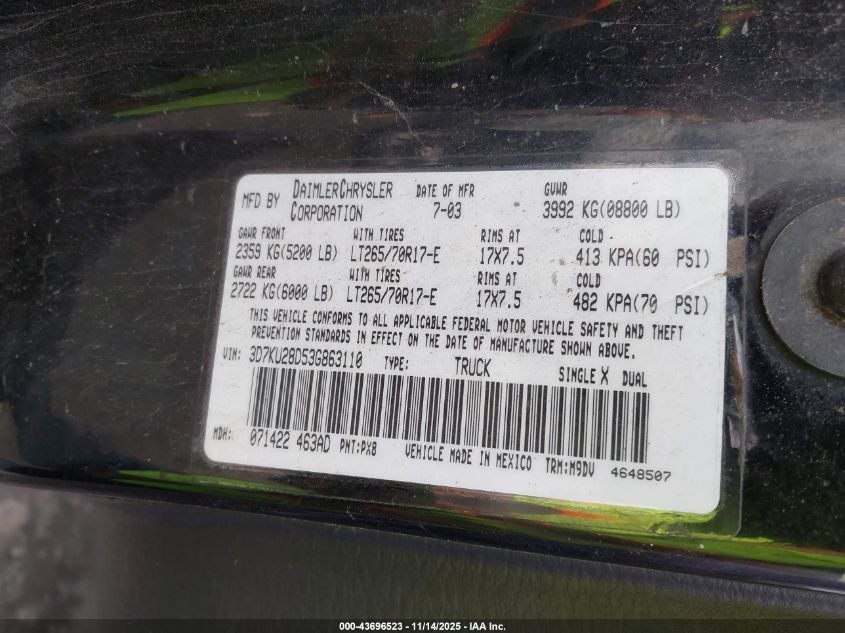 MFD BY DAIMLERCHRYSLER CORPORATION DATE OF MFR 7-03 GVWR 3992 KG(08800 LB)
GAWR FRONT WITH TIRES RIMS AT COLD
2359 KG(5200 LB) LT265/70R17-E 17X7.5 413 KPA(60 PSI)
GAWR REAR WITH TIRES RIMS AT COLD
2722 KG(6000 LB) LT265/70R17-E 17X7.5 482 KPA(70 PSI)
THIS VEHICLE CONFORMS TO ALL APPLICABLE FEDERAL MOTOR VEHICLE SAFETY AND THEFT
PREVENTION STANDARDS IN EFFECT ON THE DATE OF MANUFACTURE SHOWN ABOVE.
VIN: 3D7KU28D53G863110 TYPE: TRUCK SINGLE X DUAL
MDH: 071422 463AD PNT:PX8 VEHICLE MADE IN MEXICO TRM:M9DV 4648507
000-43696523 - 11/14/2025 - IAA Inc.